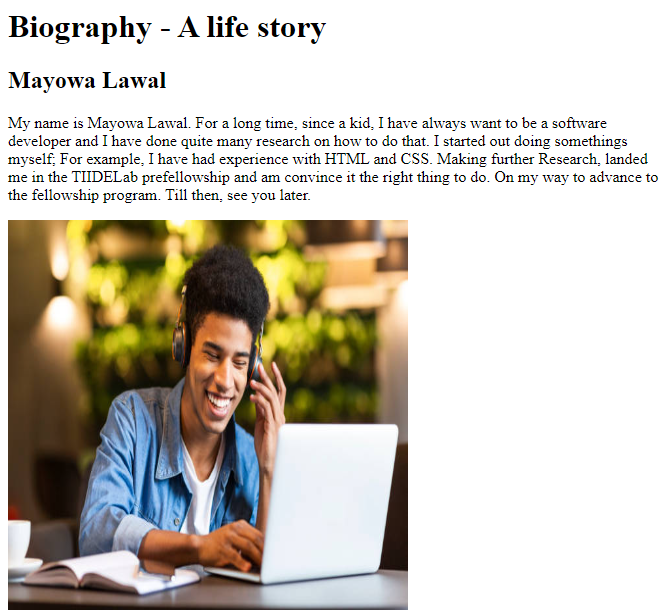 Biography - A life story
Mayowa Lawal
My name is Mayowa Lawal. For a long time, since a kid, I have always want to be a software
developer and I have done quite many research on how to do that. I started out doing somethings
myself; For example, I have had experience with HTML and CSS. Making further Research, landed
me in the TIIDELab prefellowship and am convince it the right thing to do. On my way to advance to
the fellowship program. Till then, see you later.